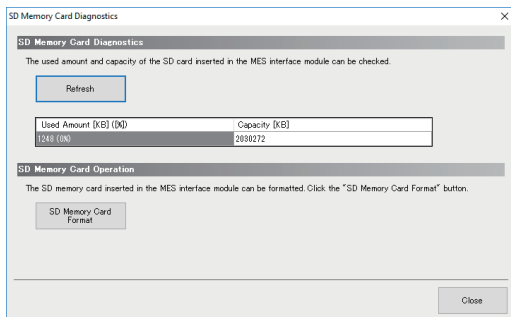 SD Memory Card Diagnostics
SD Memory Card Diagnostics
The used amount and capacity of the SD card inserted in the MES interface module can be checked.
Refresh
Used Amount [KB] ([%]) Capacity [KB]
1248 (0%) 2030272
SD Memory Card Operation
The SD memory card inserted in the MES interface module can be formatted. Click the "SD Memory Card Format" button.
SD Memory Card
Format
Close